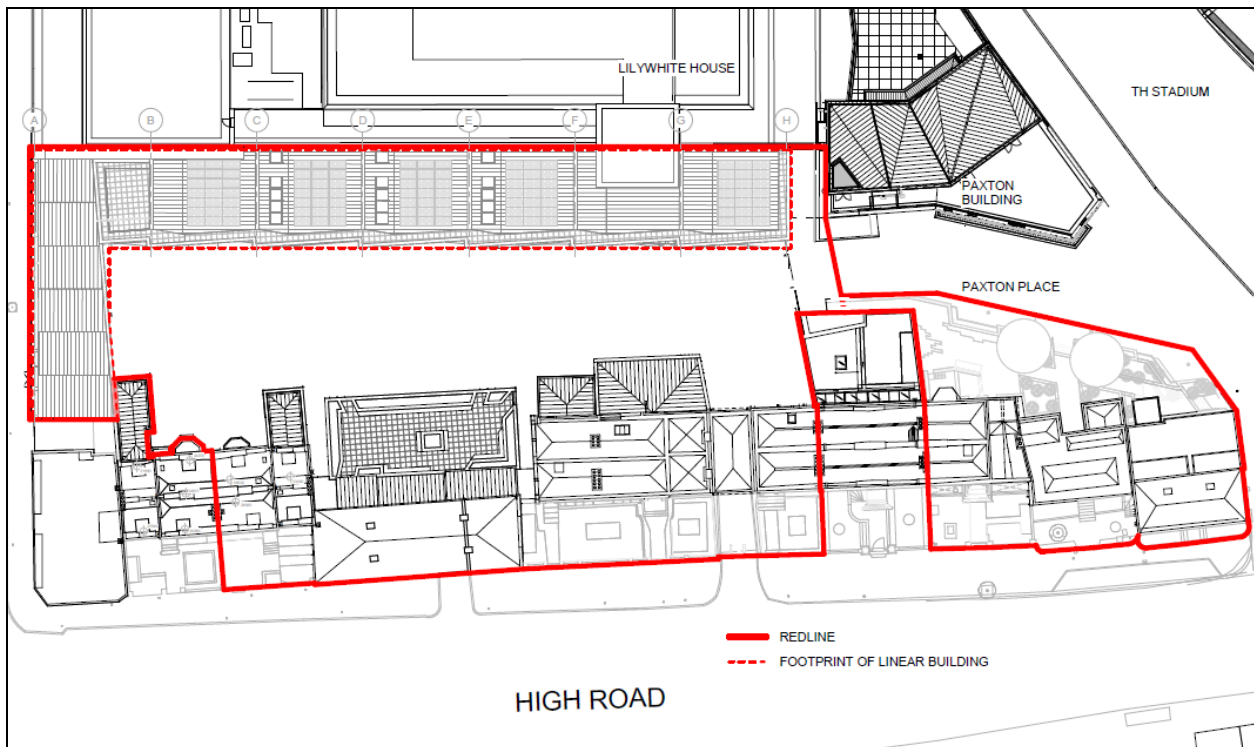 LILYWHITE HOUSE
TH STADIUM
A B C D E F G H
PAXTON
BUILDING
PAXTON PLACE
REDLINE
FOOTPRINT OF LINEAR BUILDING
HIGH ROAD